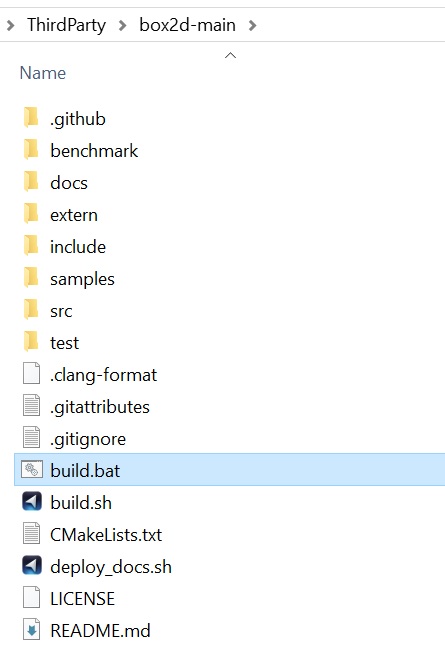 ThirdParty > box2d-main >
Name
.github
benchmark
docs
extern
include
samples
src
test
.clang-format
.gitattributes
.gitignore
build.bat
build.sh
CMakeLists.txt
deploy_docs.sh
LICENSE
README.md